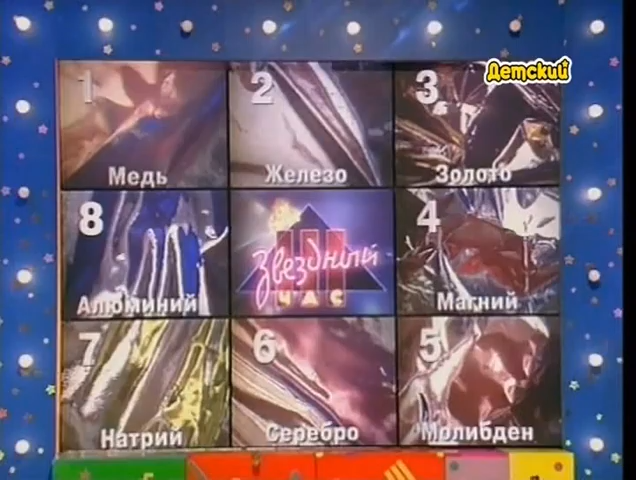 Детский
1
Медь
2
Железо
3
Золото
8
Алюминий
Звездный
ЧАС
4
Магний
7
Натрий
6
Серебро
5
Молибден